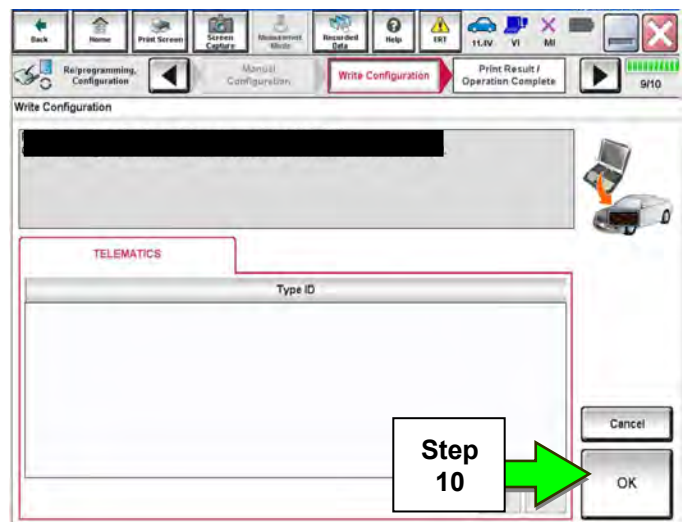 Back
Home
Print Screen
Screen
Capture
Measurement
Mode
Recorded
Data
Help
ERT
11.4V
VI
MI
Re/programming,
Configuration
Manual
Configuration
Write Configuration
Print Result /
Operation Complete
9/10
Write Configuration
TELEMATICS
Type ID
Cancel
Step
10
OK